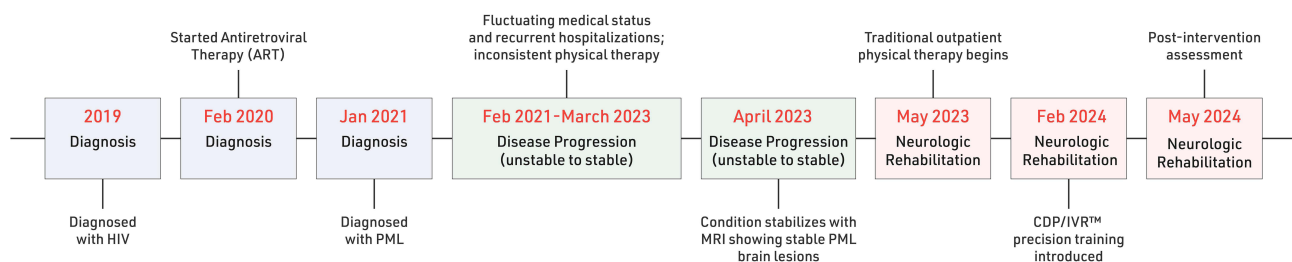 Started Antiretroviral
Therapy (ART)
Fluctuating medical status
and recurrent hospitalizations;
inconsistent physical therapy
Traditional outpatient
physical therapy begins
Post-intervention
assessment
2019
Diagnosis
Feb 2020
Diagnosis
Jan 2021
Diagnosis
Feb 2021-March 2023
Disease Progression
(unstable to stable)
April 2023
Disease Progression
(unstable to stable)
May 2023
Neurologic
Rehabilitation
Feb 2024
Neurologic
Rehabilitation
May 2024
Neurologic
Rehabilitation
Diagnosed
with HIV
Diagnosed
with PML
Condition stabilizes with
MRI showing stable PML
brain lesions
CDP/IVR™
precision training
introduced